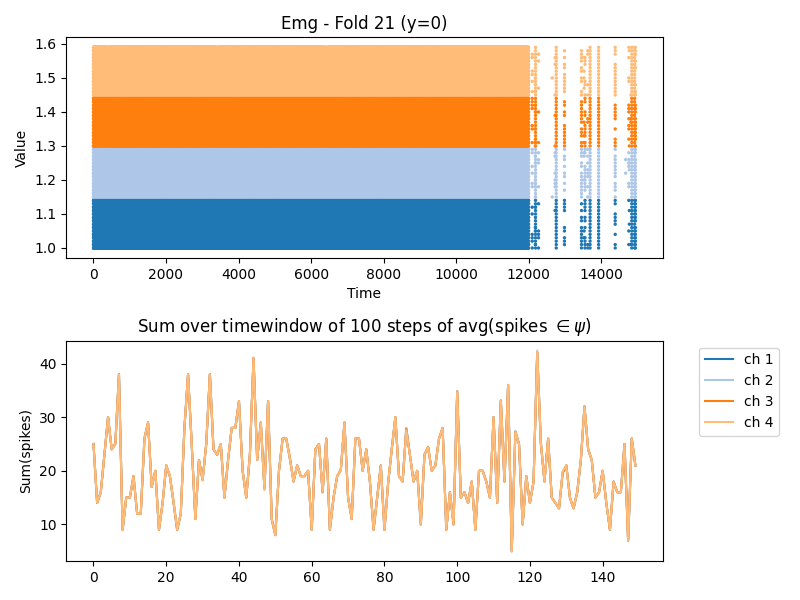 Emg - Fold 21 (y=0)
1.6
1.5
1.4
1.3
1.2
1.1
1.0
Value
0 2000 4000 6000 8000 10000 12000 14000
Time
Sum over timewindow of 100 steps of avg(spikes ∈ ψ)
40
30
20
10
Sum(spikes)
0 20 40 60 80 100 120 140
ch 1
ch 2
ch 3
ch 4